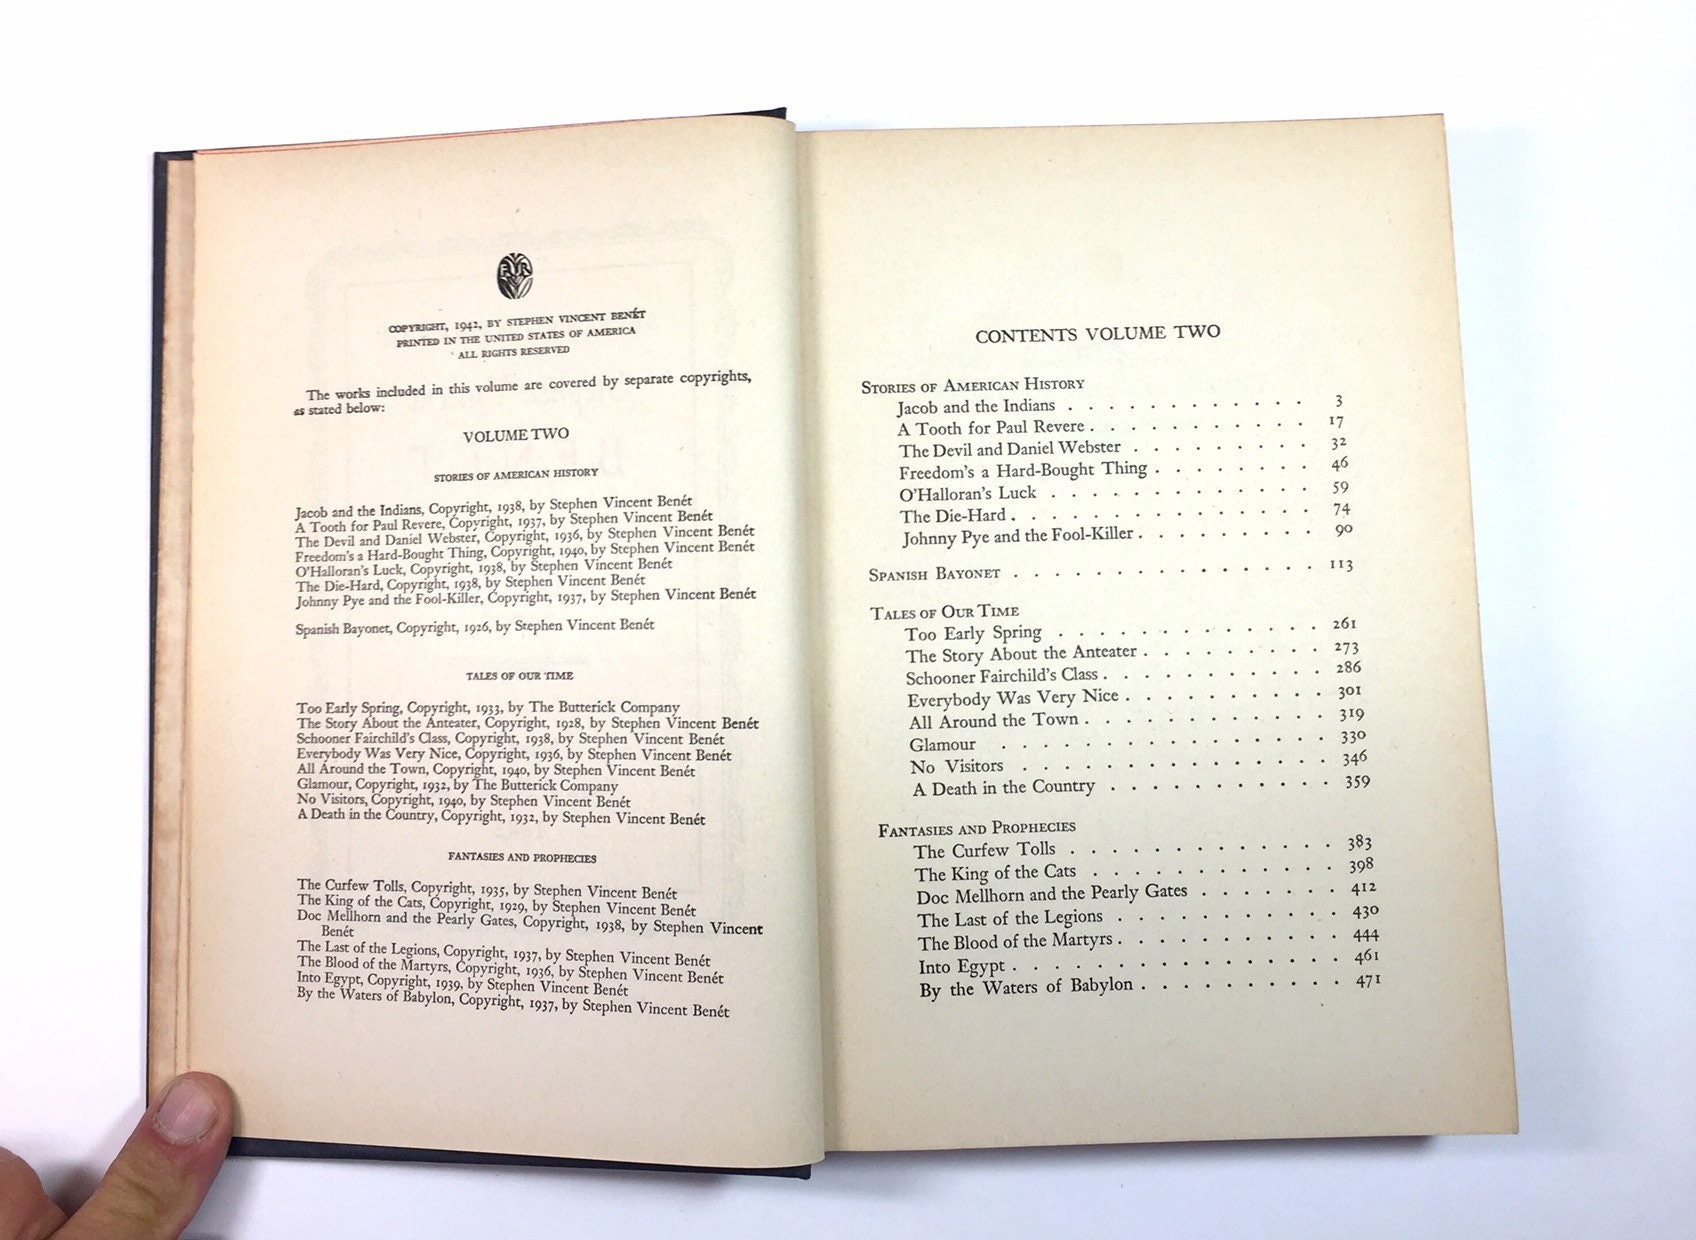 F & R
COPYRIGHT, 1942, BY STEPHEN VINCENT BENÉT
PRINTED IN THE UNITED STATES OF AMERICA
ALL RIGHTS RESERVED
The works included in this volume are covered by separate copyrights,
as stated below:
VOLUME TWO
STORIES OF AMERICAN HISTORY
Jacob and the Indians, Copyright, 1938, by Stephen Vincent Benét
A Tooth for Paul Revere, Copyright, 1937, by Stephen Vincent Benét
The Devil and Daniel Webster, Copyright, 1936, by Stephen Vincent Benét
Freedom's a Hard-Bought Thing, Copyright, 1940, by Stephen Vincent Benét
O'Halloran's Luck, Copyright, 1938, by Stephen Vincent Benét
The Die-Hard, Copyright, 1938, by Stephen Vincent Benét
Johnny Pye and the Fool-Killer, Copyright, 1937, by Stephen Vincent Benét
Spanish Bayonet, Copyright, 1926, by Stephen Vincent Benét
TALES OF OUR TIME
Too Early Spring, Copyright, 1933, by The Butterick Company
The Story About the Anteater, Copyright, 1928, by Stephen Vincent Benét
Schooner Fairchild's Class, Copyright, 1938, by Stephen Vincent Benét
Everybody Was Very Nice, Copyright, 1936, by Stephen Vincent Benét
All Around the Town, Copyright, 1940, by Stephen Vincent Benét
Glamour, Copyright, 1932, by The Butterick Company
No Visitors, Copyright, 1940, by Stephen Vincent Benét
A Death in the Country, Copyright, 1932, by Stephen Vincent Benét
FANTASIES AND PROPHECIES
The Curfew Tolls, Copyright, 1935, by Stephen Vincent Benét
The King of the Cats, Copyright, 1929, by Stephen Vincent Benét
Doc Mellhorn and the Pearly Gates, Copyright, 1938, by Stephen Vincent
Benét
The Last of the Legions, Copyright, 1937, by Stephen Vincent Benét
The Blood of the Martyrs, Copyright, 1936, by Stephen Vincent Benét
Into Egypt, Copyright, 1939, by Stephen Vincent Benét
By the Waters of Babylon, Copyright, 1937, by Stephen Vincent Benét
CONTENTS VOLUME TWO
STORIES OF AMERICAN HISTORY
Jacob and the Indians . . . . . . . . . . . 3
A Tooth for Paul Revere . . . . . . . . . . 17
The Devil and Daniel Webster . . . . . . . . . 32
Freedom's a Hard-Bought Thing . . . . . . . . 46
O'Halloran's Luck . . . . . . . . . . . . 59
The Die-Hard . . . . . . . . . . . . . . 74
Johnny Pye and the Fool-Killer . . . . . . . . . 90
SPANISH BAYONET . . . . . . . . . . . . . . 113
TALES OF OUR TIME
Too Early Spring . . . . . . . . . . . . 261
The Story About the Anteater . . . . . . . . . 273
Schooner Fairchild's Class . . . . . . . . . . . 286
Everybody Was Very Nice . . . . . . . . . . 301
All Around the Town . . . . . . . . . . . 319
Glamour . . . . . . . . . . . . . . . 330
No Visitors . . . . . . . . . . . . . . 346
A Death in the Country . . . . . . . . . . . 359
FANTASIES AND PROPHECIES
The Curfew Tolls . . . . . . . . . . . . 383
The King of the Cats . . . . . . . . . . . 398
Doc Mellhorn and the Pearly Gates . . . . . . . 412
The Last of the Legions . . . . . . . . . . . 430
The Blood of the Martyrs . . . . . . . . . . . 444
Into Egypt . . . . . . . . . . . . . . . 461
By the Waters of Babylon . . . . . . . . . . 471